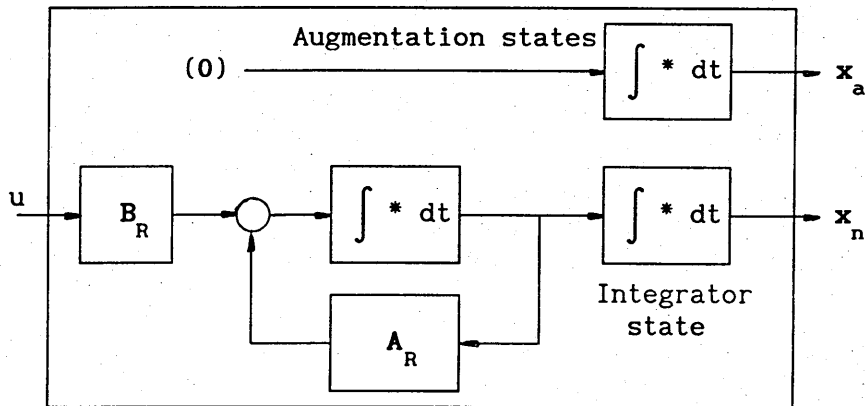 Augmentation states
(0)
∫ * dt
x_a
u
B_R
∫ * dt
∫ * dt
x_n
Integrator
state
A_R